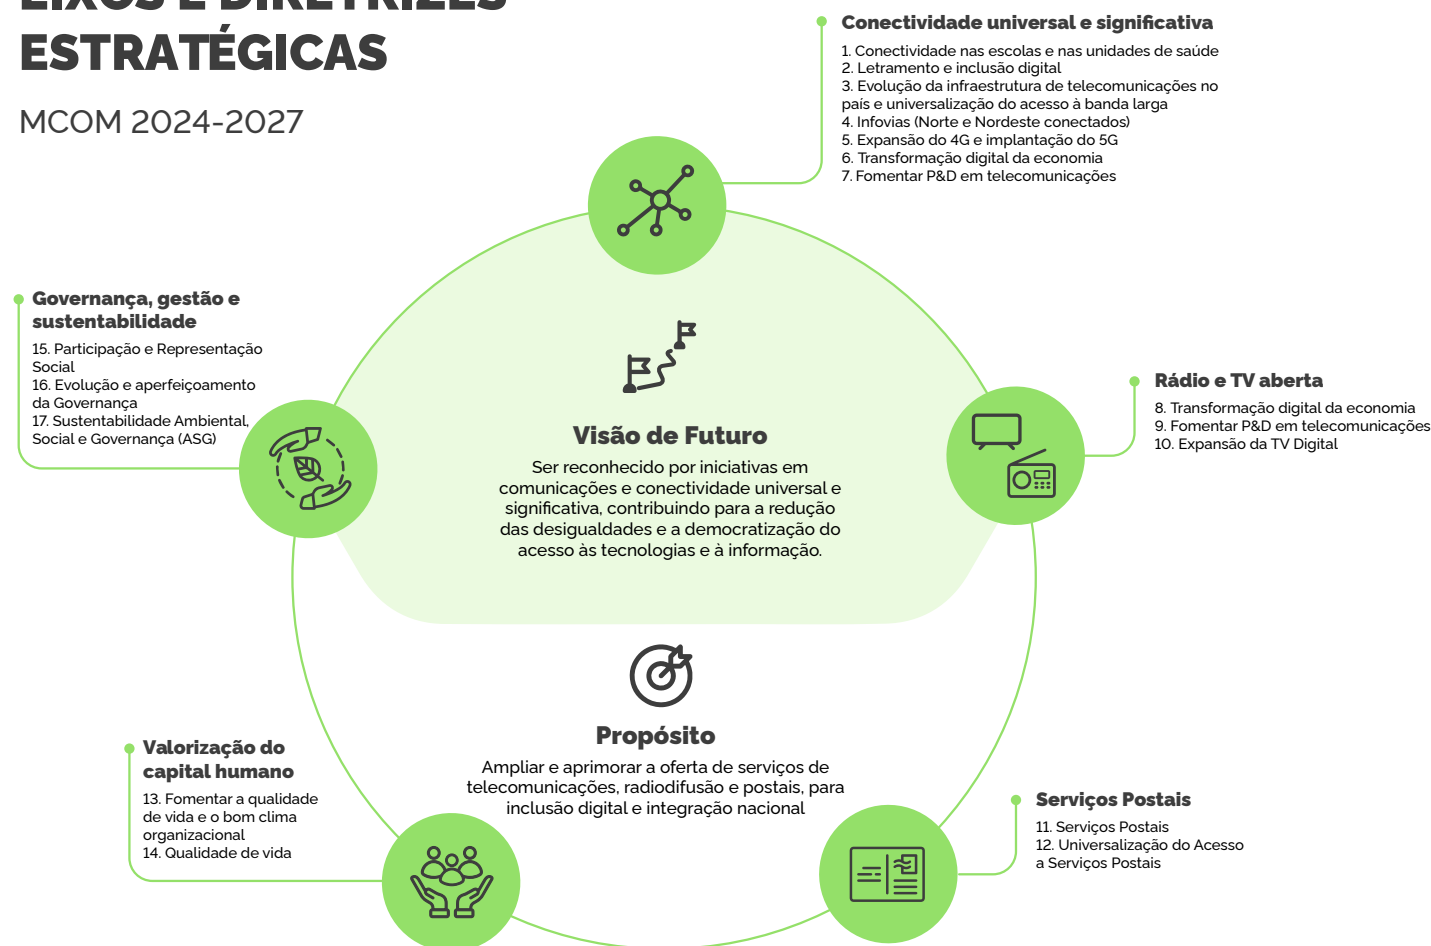 EIXOS E DIRETRIZES
ESTRATÉGICAS
MCOM 2024-2027
Conectividade universal e significativa
1. Conectividade nas escolas e nas unidades de saúde
2. Letramento e inclusão digital
3. Evolução da infraestrutura de telecomunicações no
país e universalização do acesso à banda larga
4. Infovias (Norte e Nordeste conectados)
5. Expansão do 4G e implantação do 5G
6. Transformação digital da economia
7. Fomentar P&D em telecomunicações
Governança, gestão e
sustentabilidade
15. Participação e Representação
Social
16. Evolução e aperfeiçoamento
da Governança
17. Sustentabilidade Ambiental,
Social e Governança (ASG)
Rádio e TV aberta
8. Transformação digital da economia
9. Fomentar P&D em telecomunicações
10. Expansão da TV Digital
Visão de Futuro
Ser reconhecido por iniciativas em
comunicações e conectividade universal e
significativa, contribuindo para a redução
das desigualdades e a democratização do
acesso às tecnologias e à informação.
Propósito
Ampliar e aprimorar a oferta de serviços de
telecomunicações, radiodifusão e postais, para
inclusão digital e integração nacional
Valorização do
capital humano
13. Fomentar a qualidade
de vida e o bom clima
organizacional
14. Qualidade de vida
Serviços Postais
11. Serviços Postais
12. Universalização do Acesso
a Serviços Postais